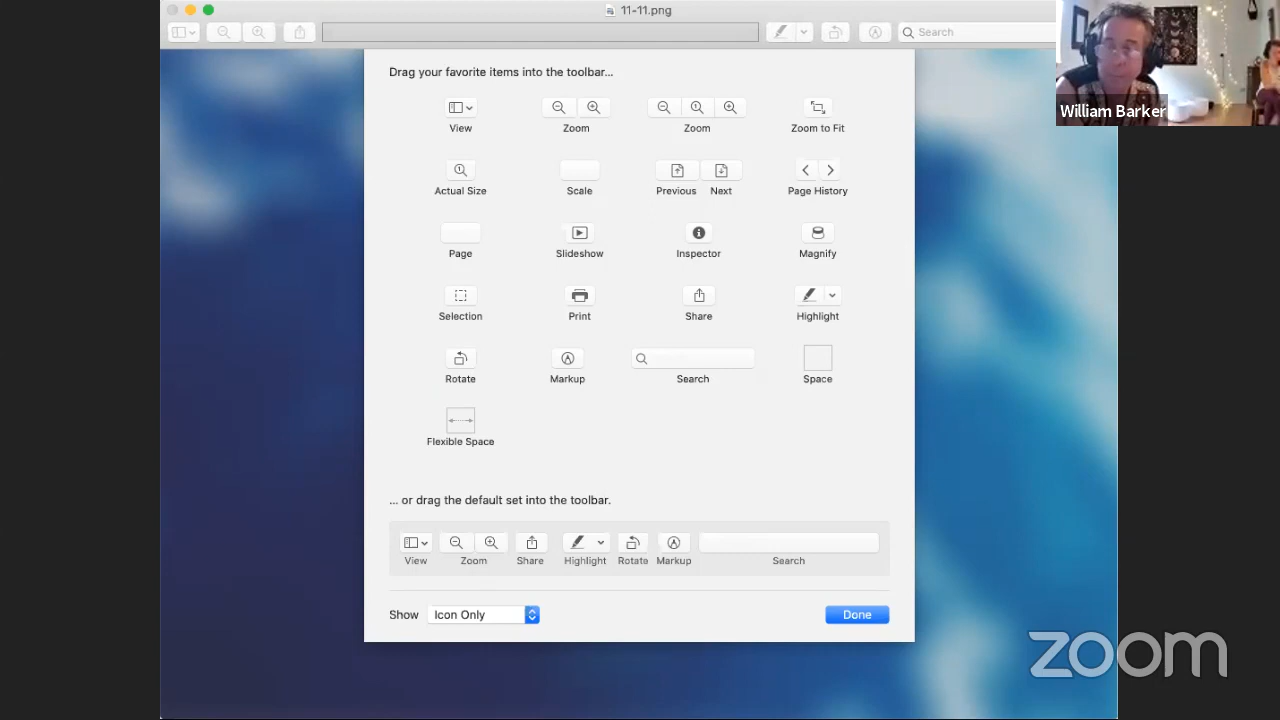 11-11.png
Search
William Barker
Drag your favorite items into the toolbar...
View Zoom Zoom Zoom to Fit
Actual Size Scale Previous Next Page History
Page Slideshow Inspector Magnify
Selection Print Share Highlight
Rotate Markup Search Space
Flexible Space
... or drag the default set into the toolbar.
View Zoom Share Highlight Rotate Markup Search
Show Icon Only Done
zoom